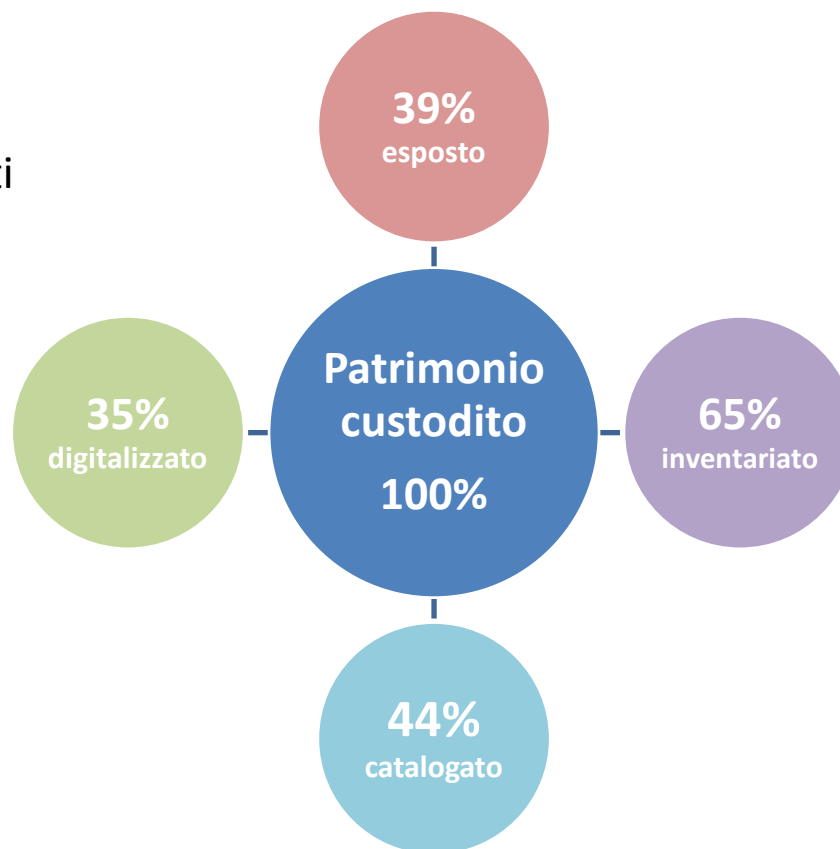 39%
esposto
Patrimonio
custodito
100%
35%
digitalizzato
65%
inventariato
44%
catalogato